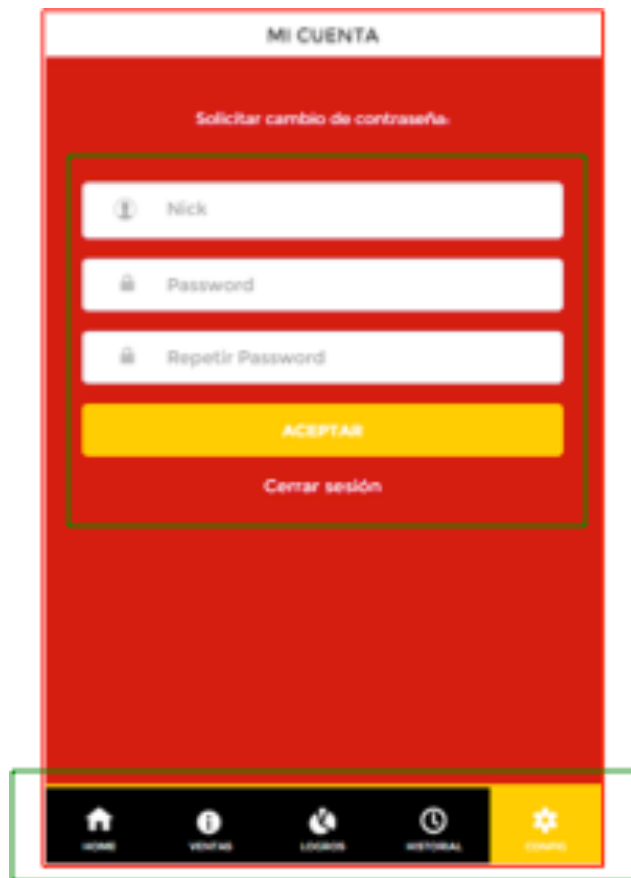 MI CUENTA
Solicitar cambio de contraseña.
Nick
Password
Repetir Password
ACEPTAR
Cerrar sesión
HOME VENTAS LOGROS HISTORIAL CONFIG